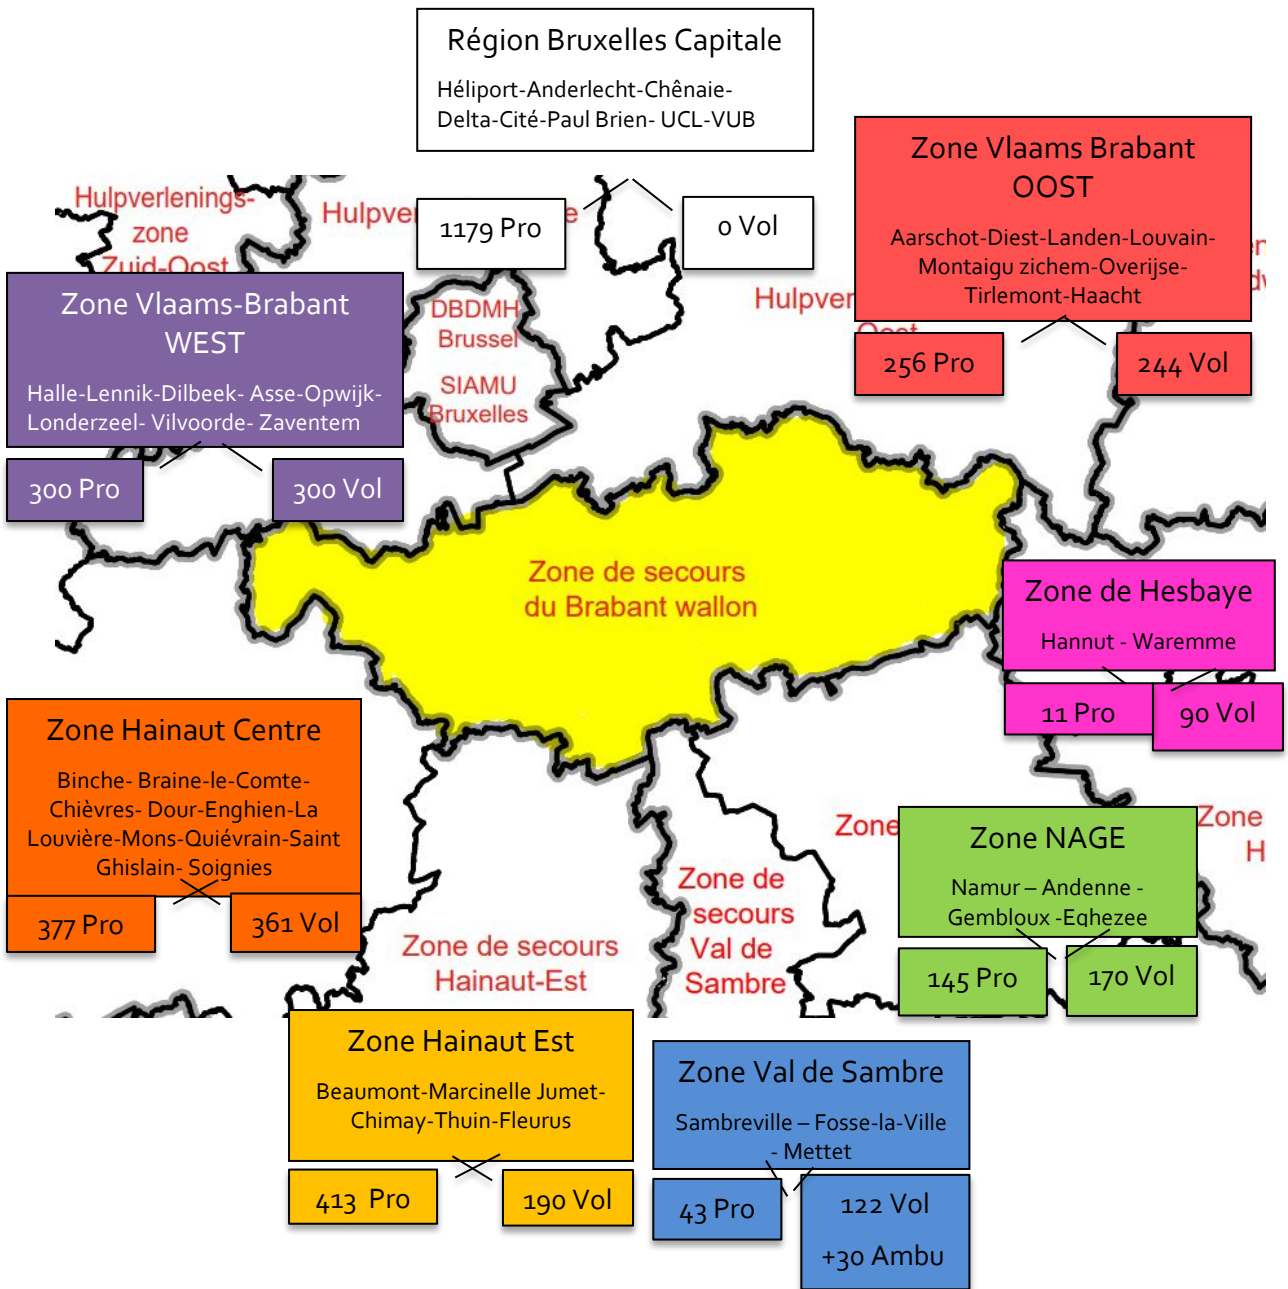 Région Bruxelles Capitale
Héliport-Anderlecht-Chênaie-
Delta-Cité-Paul Brien- UCL-VUB
1179 Pro
0 Vol
Zone Vlaams Brabant
OOST
Aarschot-Diest-Landen-Louvain-
Montaigu zichem-Overijse-
Tirlemont-Haacht
256 Pro
244 Vol
Hulpverlenings-
zone
Zuid-Oost
Zone Vlaams-Brabant
WEST
Halle-Lennik-Dilbeek- Asse-Opwijk-
Londerzeel- Vilvoorde- Zaventem
300 Pro
300 Vol
DBDMH
Brussel
SIAMU
Bruxelles
Oost
Zone de secours
du Brabant wallon
Zone de Hesbaye
Hannut - Waremme
11 Pro
90 Vol
Zone Hainaut Centre
Binche- Braine-le-Comte-
Chièvres- Dour-Enghien-La
Louvière-Mons-Quiévrain-Saint
Ghislain- Soignies
377 Pro
361 Vol
Zone
Zone
H
Zone NAGE
Namur – Andenne -
Gembloux -Eghezee
145 Pro
170 Vol
Zone de secours
Hainaut-Est
Zone de
secours
Val de
Sambre
Zone Hainaut Est
Beaumont-Marcinelle Jumet-
Chimay-Thuin-Fleurus
413 Pro
190 Vol
Zone Val de Sambre
Sambreville – Fosse-la-Ville
- Mettet
43 Pro
122 Vol
+30 Ambu